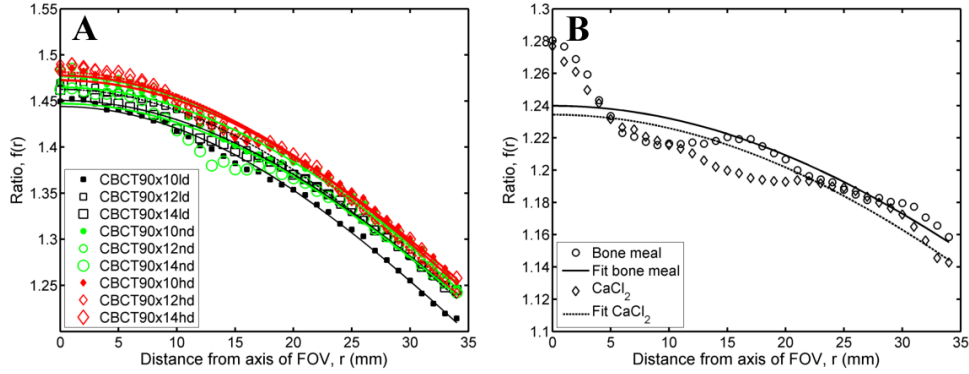 A
1.55
1.5
1.45
1.4
1.35
1.3
1.25
Ratio, f(r)
CBCT90x10ld
CBCT90x12ld
CBCT90x14ld
CBCT90x10nd
CBCT90x12nd
CBCT90x14nd
CBCT90x10hd
CBCT90x12hd
CBCT90x14hd
0 5 10 15 20 25 30 35
Distance from axis of FOV, r (mm)
B
1.3
1.28
1.26
1.24
1.22
1.2
1.18
1.16
1.14
1.12
1.1
Ratio, f(r)
Bone meal
Fit bone meal
CaCl2
Fit CaCl2
0 5 10 15 20 25 30 35
Distance from axis of FOV, r (mm)